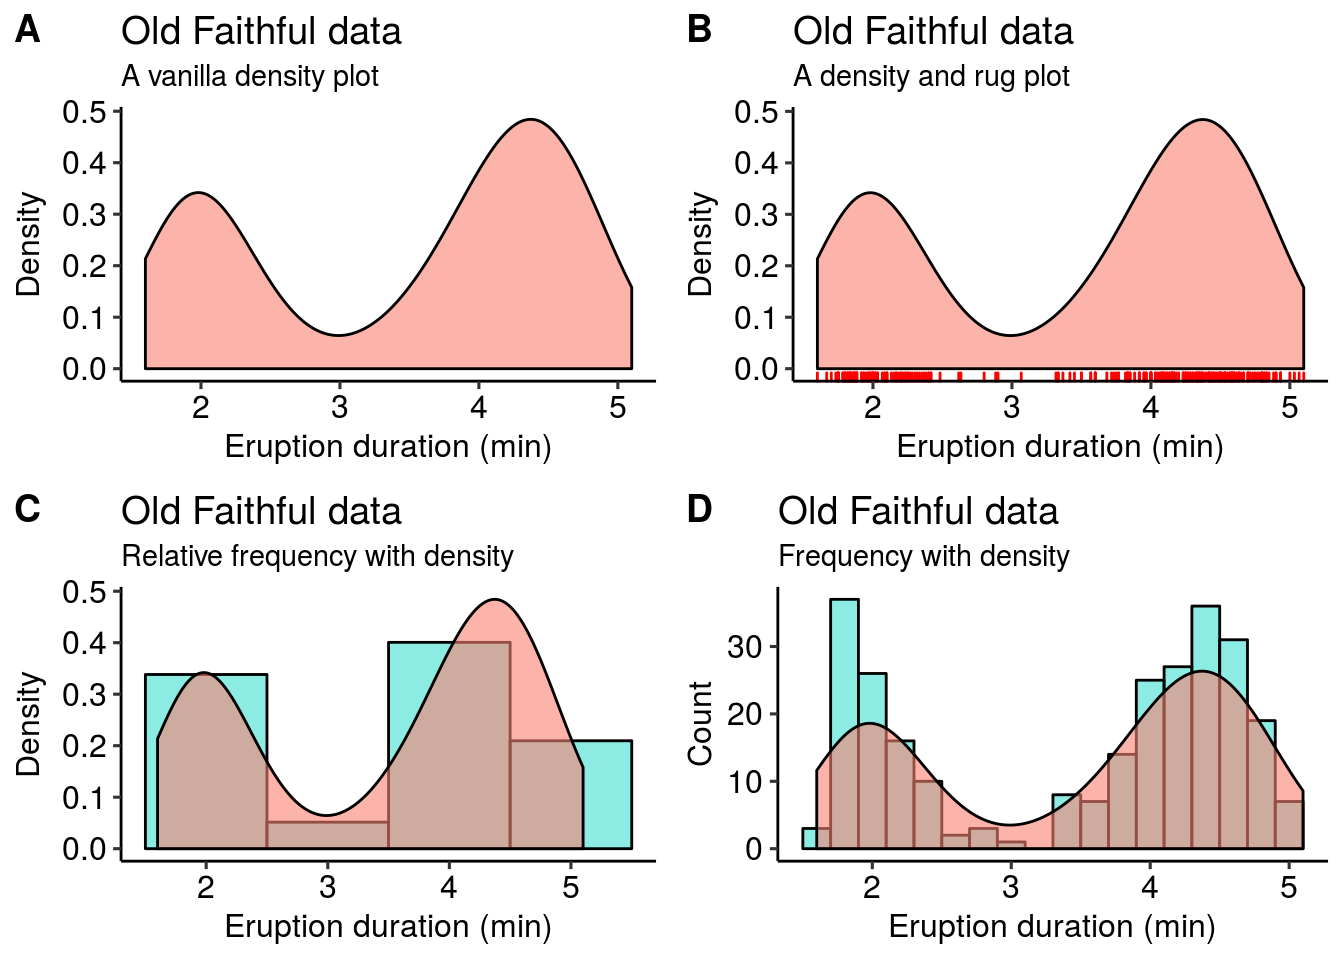 A
Old Faithful data
A vanilla density plot
0.5
0.4
0.3
0.2
0.1
0.0
Density
2 3 4 5
Eruption duration (min)
B
Old Faithful data
A density and rug plot
0.5
0.4
0.3
0.2
0.1
0.0
Density
2 3 4 5
Eruption duration (min)
C
Old Faithful data
Relative frequency with density
0.5
0.4
0.3
0.2
0.1
0.0
Density
2 3 4 5
Eruption duration (min)
D
Old Faithful data
Frequency with density
30
20
10
0
Count
2 3 4 5
Eruption duration (min)